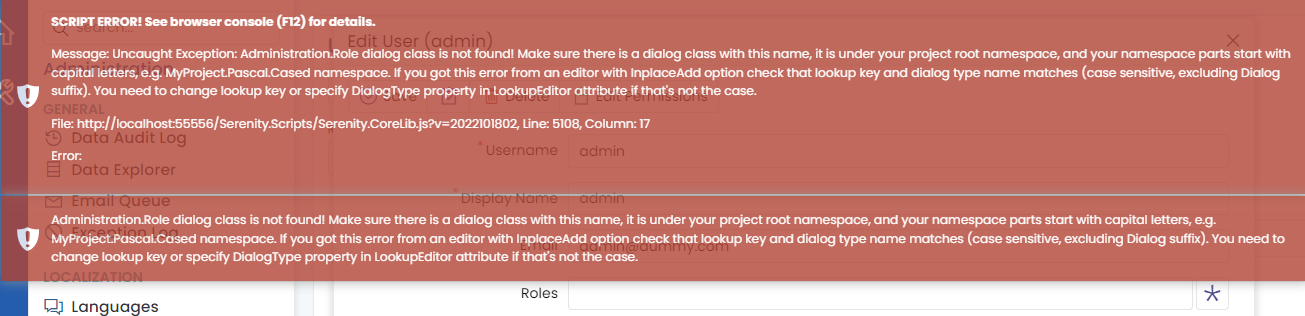 SCRIPT ERROR! See browser console (F12) for details.
Search...
Edit User (admin)
Message: Uncaught Exception: Administration.Role dialog class is not found! Make sure there is a dialog class with this name, it is under your project root namespace, and your namespace parts start with
Administration
capital letters, e.g. MyProject.Pascal.Cased namespace. If you got this error from an editor with InplaceAdd option check that lookup key and dialog type name matches (case sensitive, excluding Dialog
suffix). You need to change lookup key or specify DialogType property in LookupEditor attribute if that's not the case.
Save
Delete
Edit Permissions
GENERAL
File: http://localhost:55556/Serenity.Scripts/Serenity.CoreLib.js?v=2022101802, Line: 5108, Column: 17
Data Audit Log
Error:
* Username
admin
Data Explorer
* Display Name
admin
Email Queue
Administration.Role dialog class is not found! Make sure there is a dialog class with this name, it is under your project root namespace, and your namespace parts start with capital letters, e.g.
Exception Log
MyProject.Pascal.Cased namespace. If you got this error from an editor with InplaceAdd option check that lookup key and dialog type name matches (case sensitive, excluding Dialog suffix). You need to
Email
admin@dummy.com
change lookup key or specify DialogType property in LookupEditor attribute if that's not the case.
LOCALIZATION
Roles
Languages